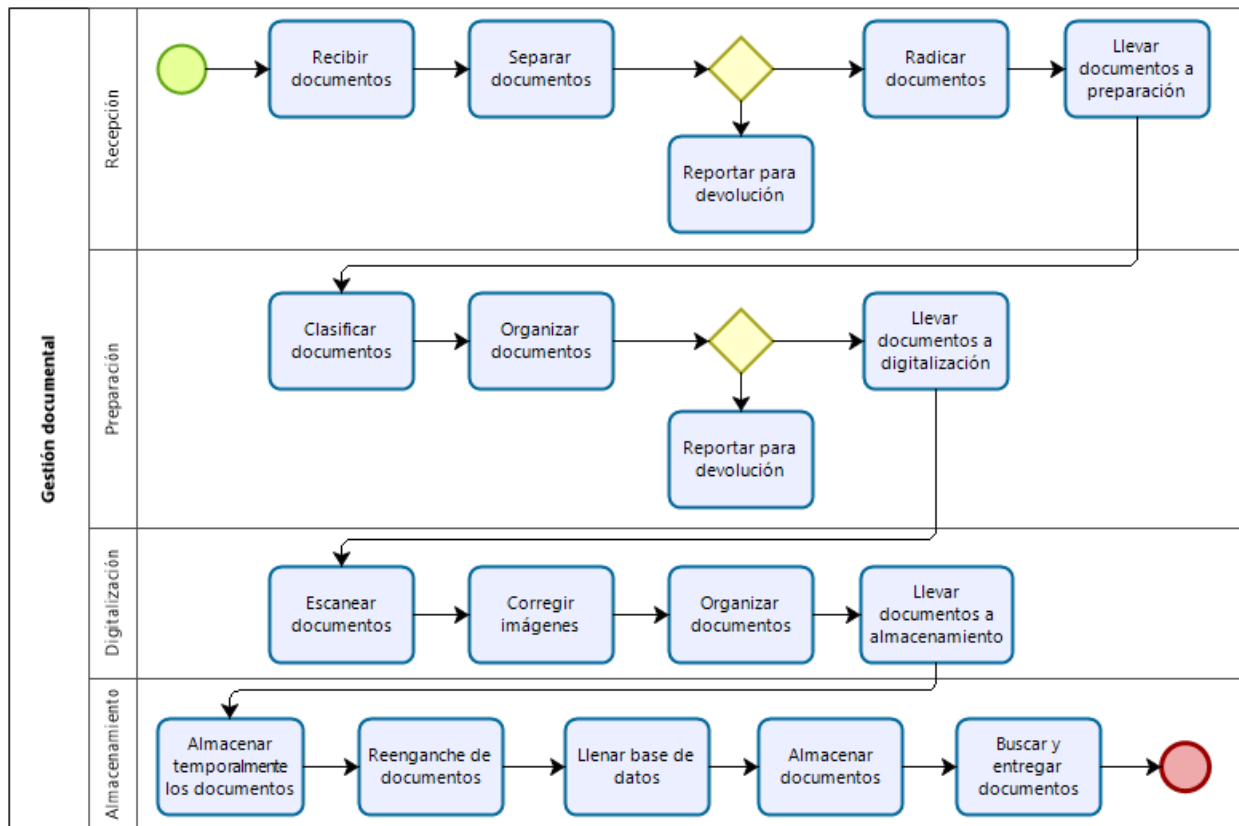 Gestión documental
Recepción
Recibir
documentos
Separar
documentos
Radicar
documentos
Llevar
documentos a
preparación
Reportar para
devolución
Preparación
Clasificar
documentos
Organizar
documentos
Llevar
documentos a
digitalización
Reportar para
devolución
Digitalización
Escanear
documentos
Corregir
imágenes
Organizar
documentos
Llevar
documentos a
almacenamiento
Almacenamiento
Almacenar
temporalmente
los documentos
Reenganche de
documentos
Llenar base de
datos
Almacenar
documentos
Buscar y
entregar
documentos